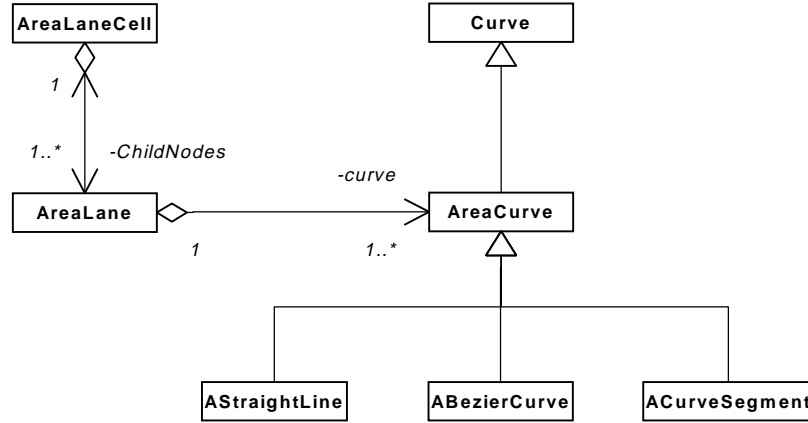 AreaLaneCell
Curve
1
1..*
-ChildNodes
-curve
AreaLane
AreaCurve
1
1..*
AStraightLine
ABezierCurve
ACurveSegment